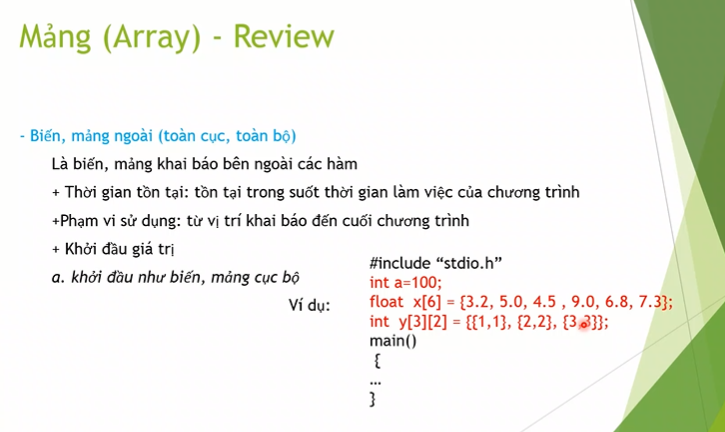 Mảng (Array) - Review
- Biến, mảng ngoài (toàn cục, toàn bộ)
Là biến, mảng khai báo bên ngoài các hàm
+ Thời gian tồn tại: tồn tại trong suốt thời gian làm việc của chương trình
+Phạm vi sử dụng: từ vị trí khai báo đến cuối chương trình
+ Khởi đầu giá trị
a. khởi đầu như biến, mảng cục bộ
Ví dụ:
#include “stdio.h”
int a=100;
float x[6] = {3.2, 5.0, 4.5 , 9.0, 6.8, 7.3};
int y[3][2] = {{1,1}, {2,2}, {3,3}};
main()
{
...
}